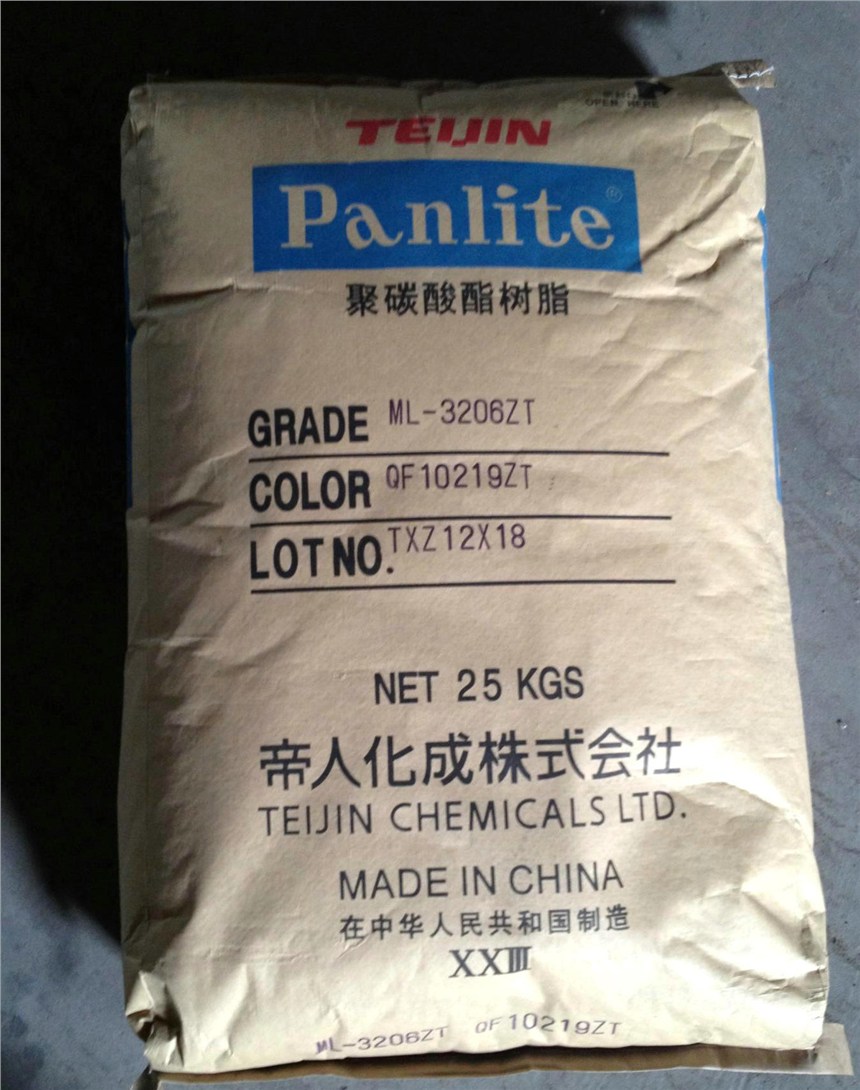 OPEN HERE
TEIJIN
Panlite®
聚碳酸酯树脂
GRADE ML-3206ZT
COLOR QF10219ZT
LOT NO. TXZ12X18
NET 25 KGS
帝人化成株式会社
TEIJIN CHEMICALS LTD.
MADE IN CHINA
在中华人民共和国制造
XXIII
ML-3206ZT QF10219ZT